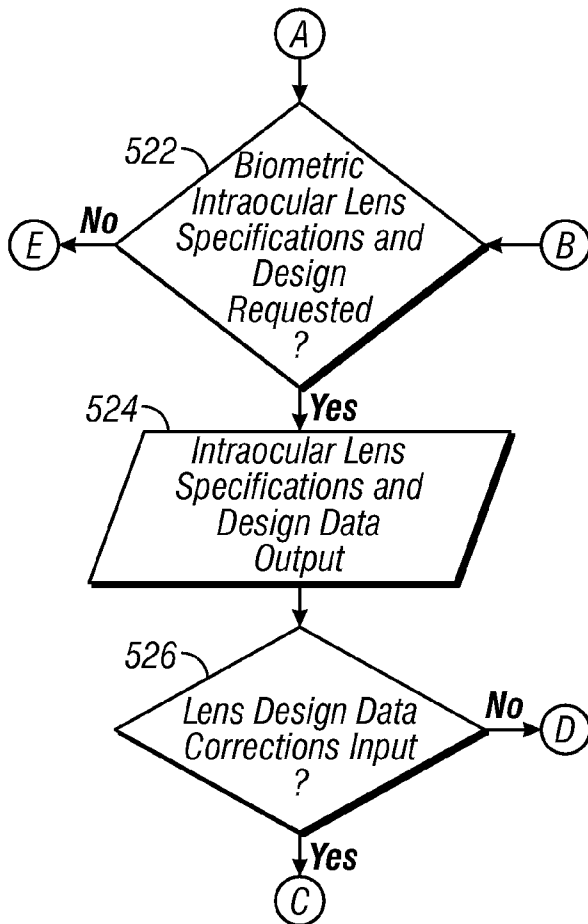 A
522
Biometric
Intraocular Lens
Specifications and
Design
Requested
?
No
E
B
Yes
524
Intraocular Lens
Specifications and
Design Data
Output
526
Lens Design Data
Corrections Input
?
No
D
Yes
C